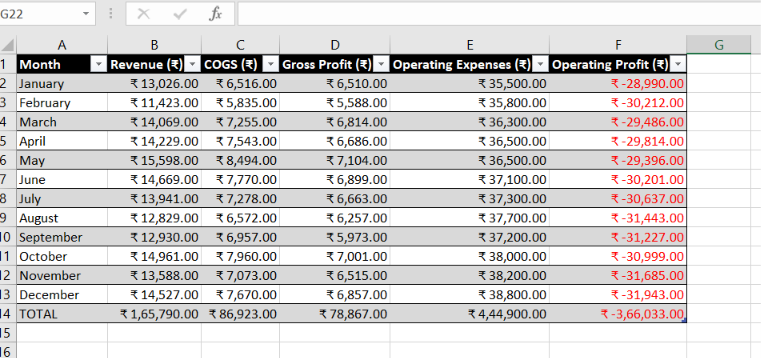 G22 fx
A B C D E F G
1 Month Revenue (₹) COGS (₹) Gross Profit (₹) Operating Expenses (₹) Operating Profit (₹)
2 January ₹ 13,026.00 ₹ 6,516.00 ₹ 6,510.00 ₹ 35,500.00 ₹ -28,990.00
3 February ₹ 11,423.00 ₹ 5,835.00 ₹ 5,588.00 ₹ 35,800.00 ₹ -30,212.00
4 March ₹ 14,069.00 ₹ 7,255.00 ₹ 6,814.00 ₹ 36,300.00 ₹ -29,486.00
5 April ₹ 14,229.00 ₹ 7,543.00 ₹ 6,686.00 ₹ 36,500.00 ₹ -29,814.00
6 May ₹ 15,598.00 ₹ 8,494.00 ₹ 7,104.00 ₹ 36,500.00 ₹ -29,396.00
7 June ₹ 14,669.00 ₹ 7,770.00 ₹ 6,899.00 ₹ 37,100.00 ₹ -30,201.00
8 July ₹ 13,941.00 ₹ 7,278.00 ₹ 6,663.00 ₹ 37,300.00 ₹ -30,637.00
9 August ₹ 12,829.00 ₹ 6,572.00 ₹ 6,257.00 ₹ 37,700.00 ₹ -31,443.00
10 September ₹ 12,930.00 ₹ 6,957.00 ₹ 5,973.00 ₹ 37,200.00 ₹ -31,227.00
11 October ₹ 14,961.00 ₹ 7,960.00 ₹ 7,001.00 ₹ 38,000.00 ₹ -30,999.00
12 November ₹ 13,588.00 ₹ 7,073.00 ₹ 6,515.00 ₹ 38,200.00 ₹ -31,685.00
13 December ₹ 14,527.00 ₹ 7,670.00 ₹ 6,857.00 ₹ 38,800.00 ₹ -31,943.00
14 TOTAL ₹ 1,65,790.00 ₹ 86,923.00 ₹ 78,867.00 ₹ 4,44,900.00 ₹ -3,66,033.00
15
16